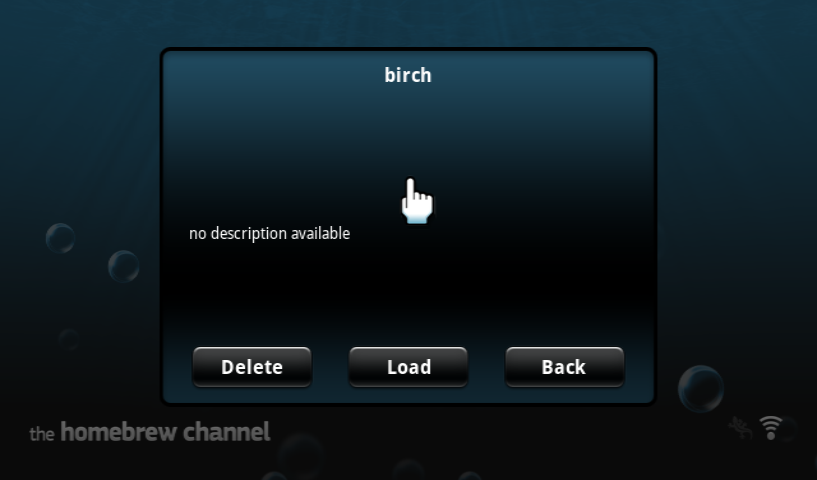 birch
no description available
Delete Load Back
the homebrew channel